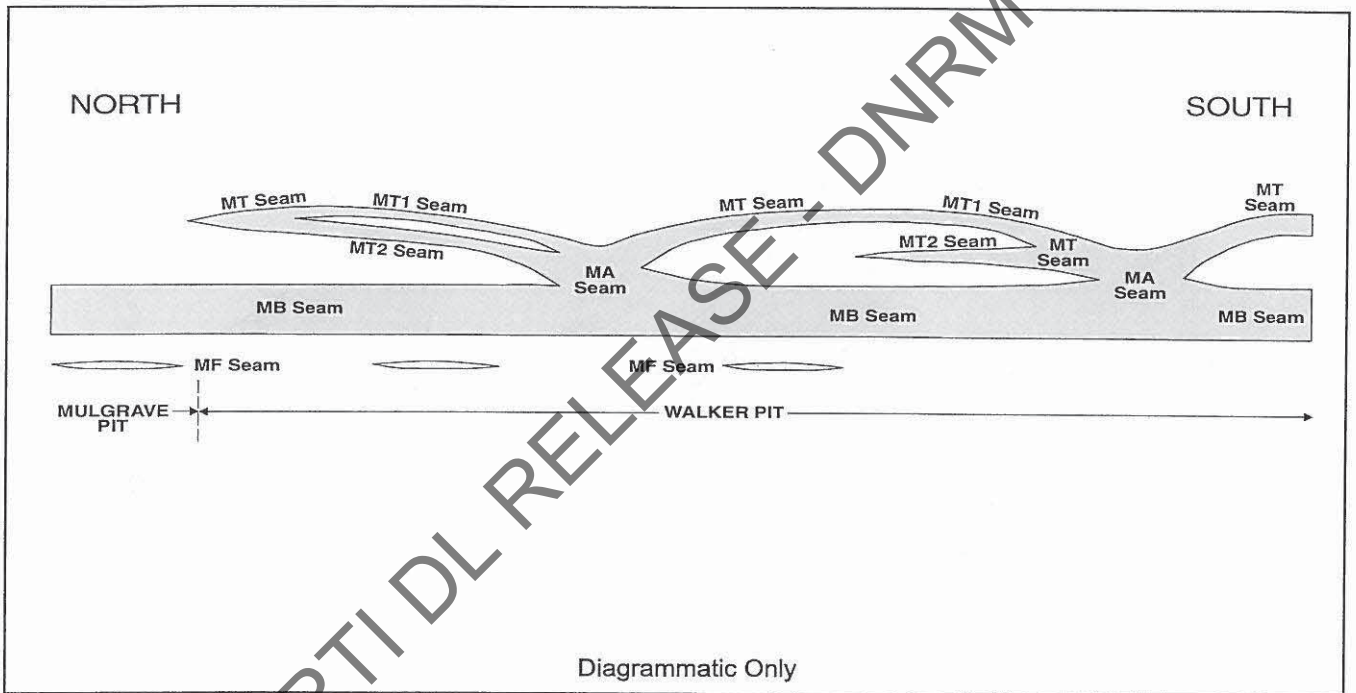 NORTH
SOUTH
MT Seam
MT1 Seam
MT Seam
MT1 Seam
MT
Seam
MT2 Seam
MT2 Seam
MT
Seam
MA
Seam
MA
Seam
MB Seam
MB Seam
MB Seam
MF Seam
MF Seam
MULGRAVE
PIT
WALKER PIT
Diagrammatic Only
RTI DL RELEASE - DNRM